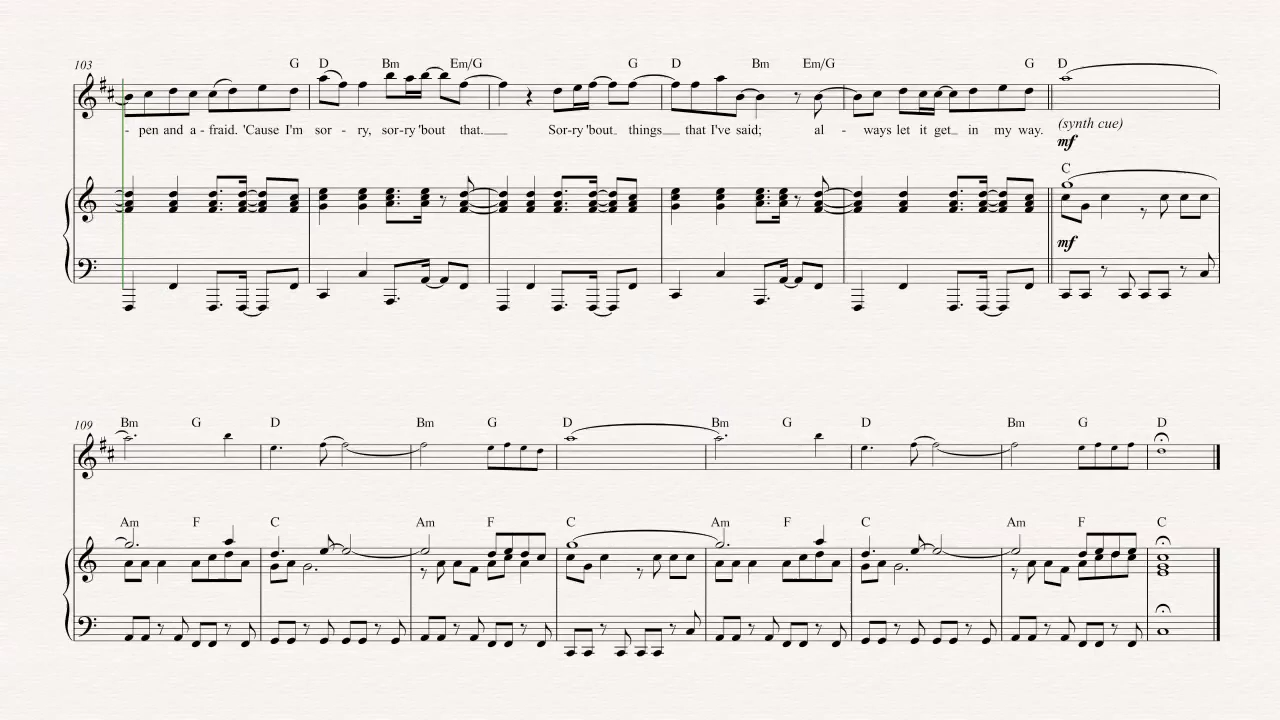 103
G D Bm Em/G G D Bm Em/G G D
- pen and a - fraid. 'Cause I'm sor - ry, sor-ry 'bout that. Sor-ry 'bout things that I've said; al - ways let it get in my way.
(synth cue)
mf
C
mf
109
Bm G D Bm G D Bm G D Bm G D
Am F C Am F C Am F C Am F C